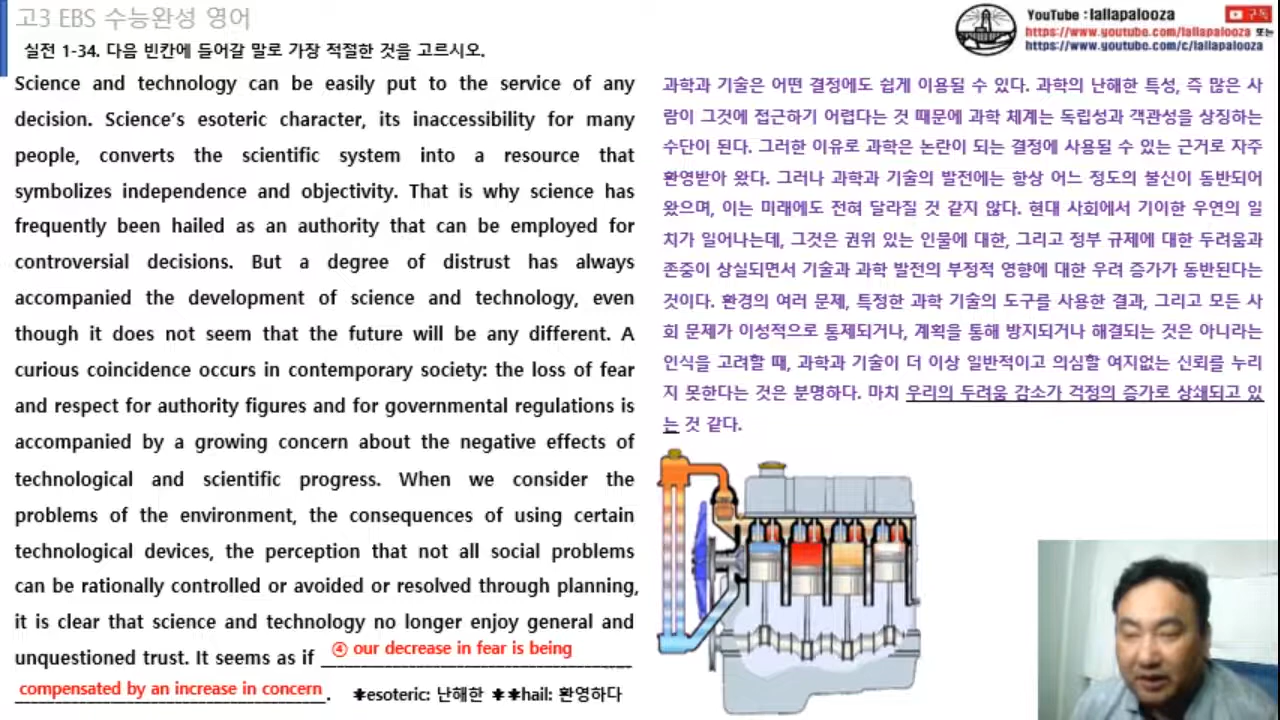 고3 EBS 수능완성 영어
실전 1-34. 다음 빈칸에 들어갈 말로 가장 적절한 것을 고르시오.
YouTube : lallapalooza
구독
https://www.youtube.com/lallapalooza 또는
https://www.youtube.com/c/lallapalooza
Science and technology can be easily put to the service of any
decision. Science's esoteric character, its inaccessibility for many
people, converts the scientific system into a resource that
symbolizes independence and objectivity. That is why science has
frequently been hailed as an authority that can be employed for
controversial decisions. But a degree of distrust has always
accompanied the development of science and technology, even
though it does not seem that the future will be any different. A
curious coincidence occurs in contemporary society: the loss of fear
and respect for authority figures and for governmental regulations is
accompanied by a growing concern about the negative effects of
technological and scientific progress. When we consider the
problems of the environment, the consequences of using certain
technological devices, the perception that not all social problems
can be rationally controlled or avoided or resolved through planning,
it is clear that science and technology no longer enjoy general and
unquestioned trust. It seems as if ④ our decrease in fear is being
compensated by an increase in concern. *esoteric: 난해한 **hail: 환영하다
과학과 기술은 어떤 결정에도 쉽게 이용될 수 있다. 과학의 난해한 특성, 즉 많은 사
람이 그것에 접근하기 어렵다는 것 때문에 과학 체계는 독립성과 객관성을 상징하는
수단이 된다. 그러한 이유로 과학은 논란이 되는 결정에 사용될 수 있는 근거로 자주
환영받아 왔다. 그러나 과학과 기술의 발전에는 항상 어느 정도의 불신이 동반되어
왔으며, 이는 미래에도 전혀 달라질 것 같지 않다. 현대 사회에서 기이한 우연의 일
치가 일어나는데, 그것은 권위 있는 인물에 대한, 그리고 정부 규제에 대한 두려움과
존중이 상실되면서 기술과 과학 발전의 부정적 영향에 대한 우려 증가가 동반된다는
것이다. 환경의 여러 문제, 특정한 과학 기술의 도구를 사용한 결과, 그리고 모든 사
회 문제가 이성적으로 통제되거나, 계획을 통해 방지되거나 해결되는 것은 아니라는
인식을 고려할 때, 과학과 기술이 더 이상 일반적이고 의심할 여지없는 신뢰를 누리
지 못한다는 것은 분명하다. 마치 우리의 두려움 감소가 걱정의 증가로 상쇄되고 있
는 것 같다.